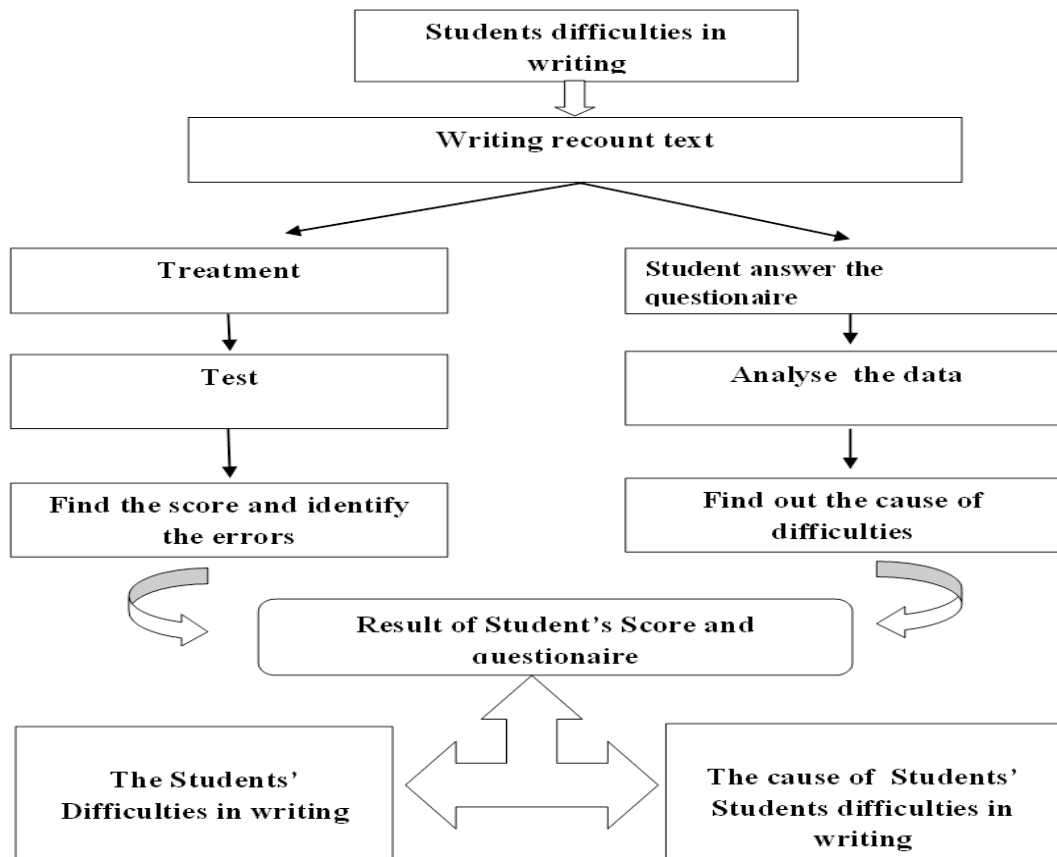 Students difficulties in
writing
Writing recount text
Treatment
Student answer the
questionaire
Test
Analyse the data
Find the score and identify
the errors
Find out the cause of
difficulties
Result of Student’s Score and
questionaire
The Students’
Difficulties in writing
The cause of Students’
Students difficulties in
writing